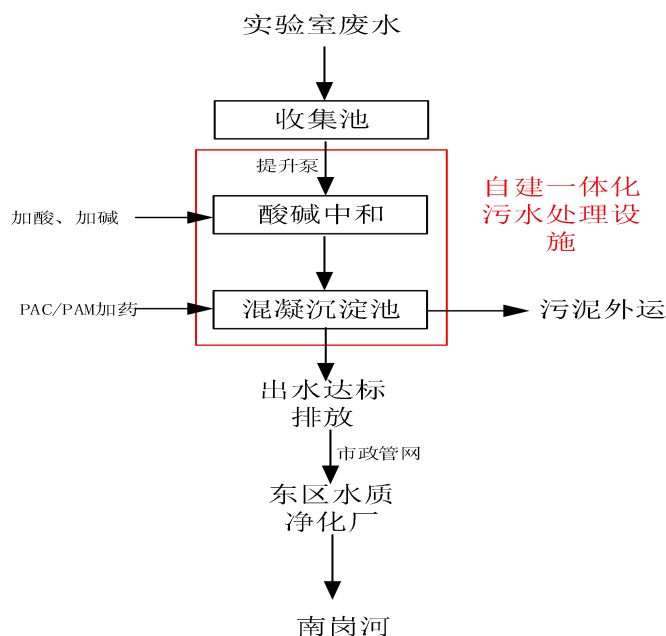 实验室废水
收集池
提升泵
自建一体化
污水处理设
施
加酸、加碱
酸碱中和
PAC/PAM加药
混凝沉淀池
污泥外运
出水达标
排放
市政管网
东区水质
净化厂
南岗河